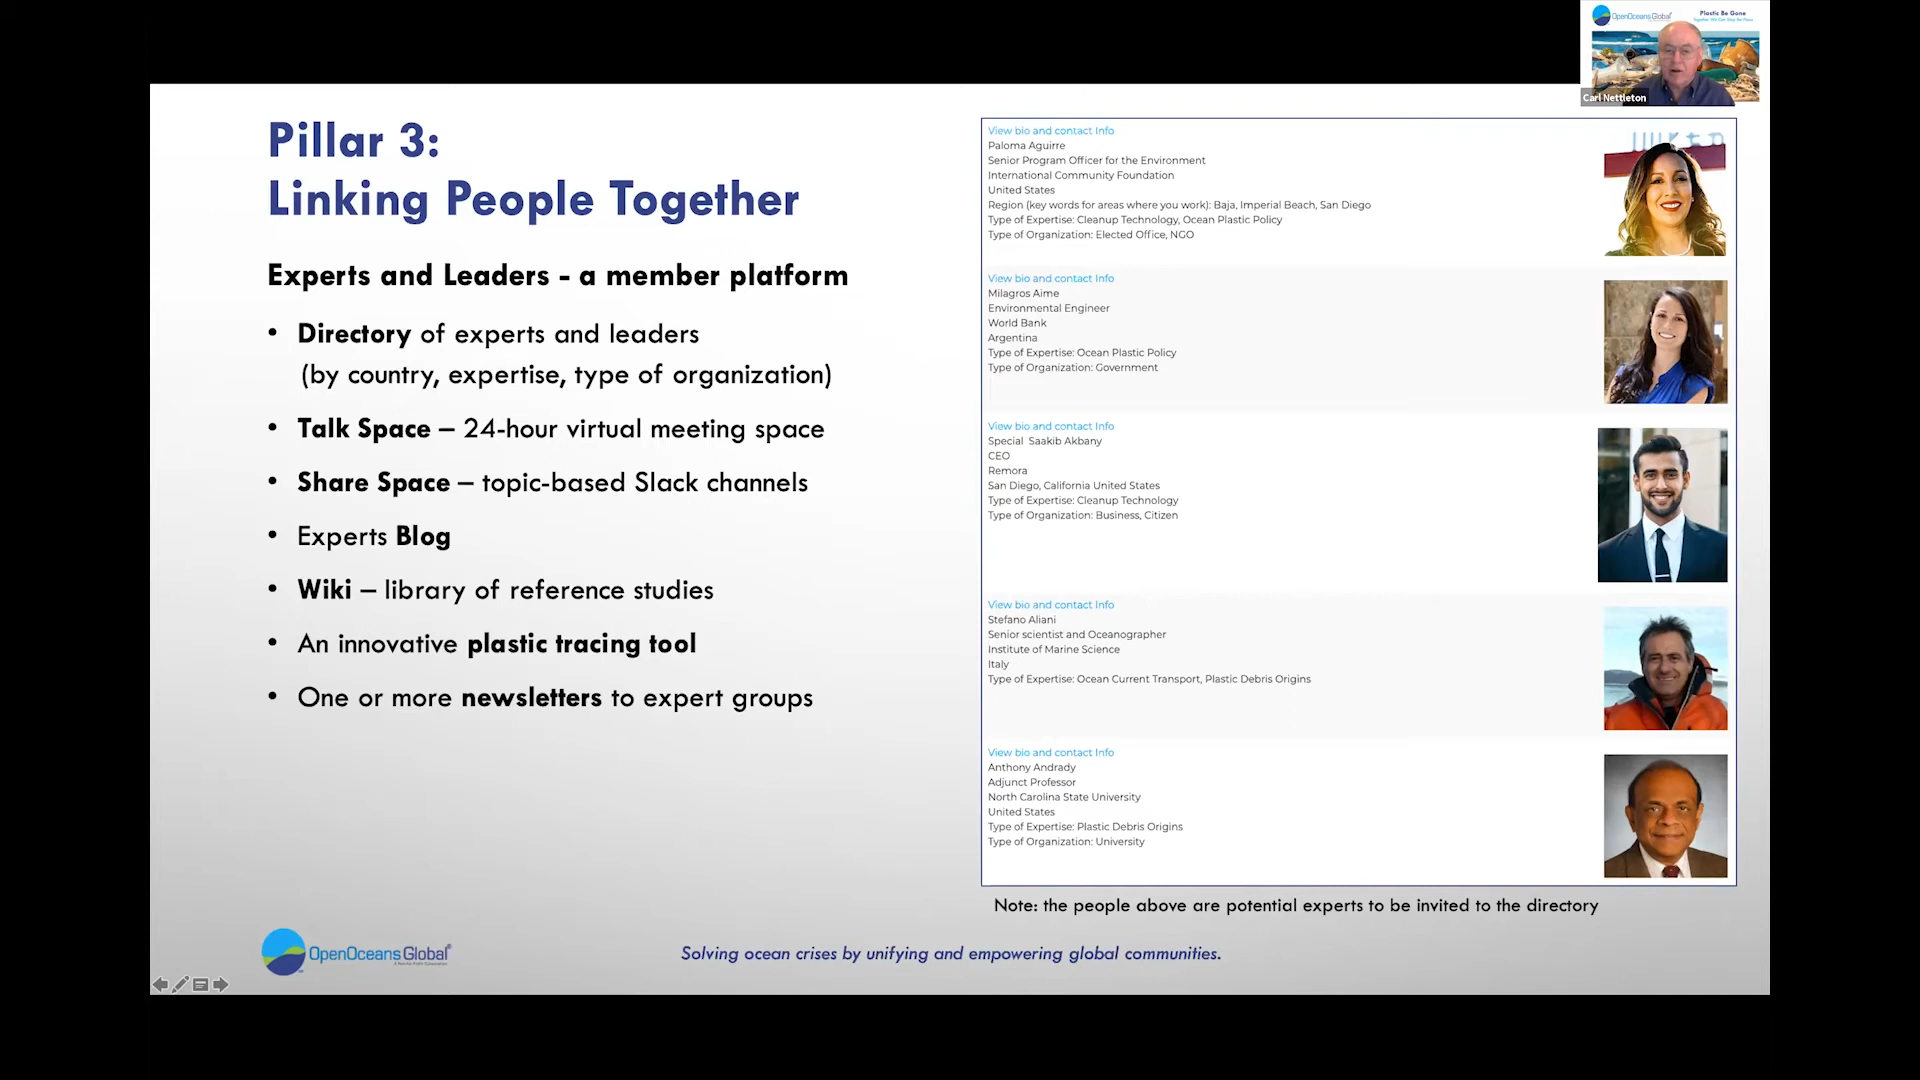 OpenOceansGlobal
Plastic Be Gone
Carl Nettleton
Pillar 3:
Linking People Together
Experts and Leaders - a member platform
• Directory of experts and leaders
(by country, expertise, type of organization)
• Talk Space – 24-hour virtual meeting space
• Share Space – topic-based Slack channels
• Experts Blog
• Wiki – library of reference studies
• An innovative plastic tracing tool
• One or more newsletters to expert groups
View bio and contact Info
Paloma Aguirre
Senior Program Officer for the Environment
International Community Foundation
United States
Region (key words for areas where you work): Baja, Imperial Beach, San Diego
Type of Expertise: Cleanup Technology, Ocean Plastic Policy
Type of Organization: Elected Office, NGO
View bio and contact Info
Milagros Aime
Environmental Engineer
World Bank
Argentina
Type of Expertise: Ocean Plastic Policy
Type of Organization: Government
View bio and contact Info
Special Saakib Akbany
CEO
Remora
San Diego, California United States
Type of Expertise: Cleanup Technology
Type of Organization: Business, Citizen
View bio and contact Info
Stefano Aliani
Senior scientist and Oceanographer
Institute of Marine Science
Italy
Type of Expertise: Ocean Current Transport, Plastic Debris Origins
View bio and contact Info
Anthony Andrady
Adjunct Professor
North Carolina State University
United States
Type of Expertise: Plastic Debris Origins
Type of Organization: University
Note: the people above are potential experts to be invited to the directory
OpenOceansGlobal
Solving ocean crises by unifying and empowering global communities.